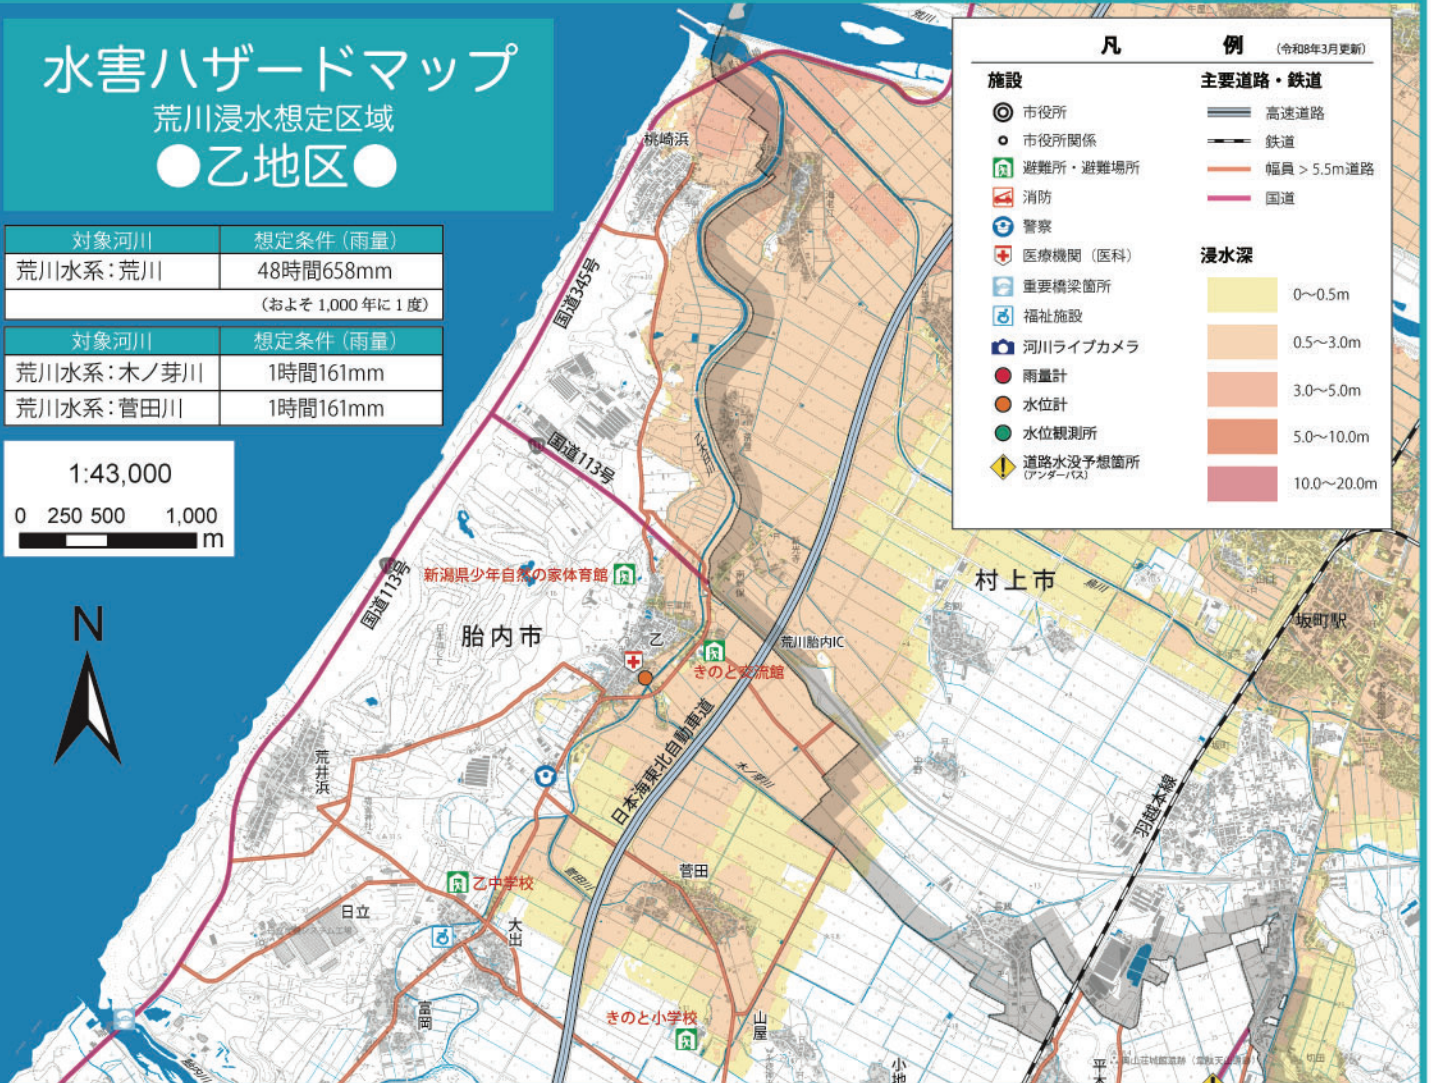 水害ハザードマップ
荒川浸水想定区域
●乙地区●
対象河川 想定条件（雨量）
荒川水系：荒川 48時間658mm
（およそ 1,000 年に 1 度）
対象河川 想定条件（雨量）
荒川水系：木ノ芽川 1時間161mm
荒川水系：菅田川 1時間161mm
1:43,000
0 250 500 1,000
m
N
凡例 （令和8年3月更新）
施設
市役所
市役所関係
避難所・避難場所
消防
警察
医療機関（医科）
重要橋梁箇所
福祉施設
河川ライブカメラ
雨量計
水位計
水位観測所
道路水没予想箇所
（アンダーパス）
主要道路・鉄道
高速道路
鉄道
幅員 > 5.5m道路
国道
浸水深
0～0.5m
0.5～3.0m
3.0～5.0m
5.0～10.0m
10.0～20.0m
荒川
桃崎浜
国道345号
国道113号
国道113号
新潟県少年自然の家体育館
胎内市
乙
きのと交流館
荒川胎内IC
村上市
坂町駅
日本海東北自動車道
木ノ芽川
羽越本線
荒井浜
菅田
菅田川
乙中学校
日立
大出
富岡
きのと小学校
山屋
中野
切田